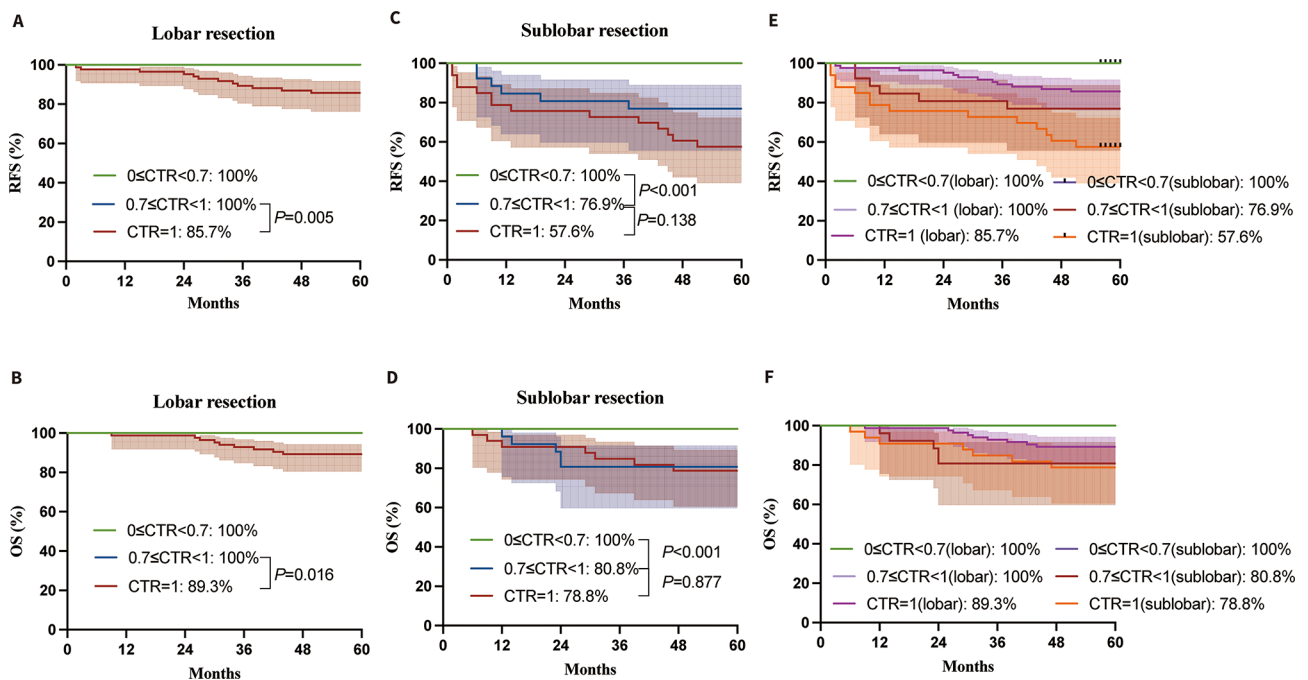 A
Lobar resection
RFS (%)
100
80
60
40
20
0
0≤CTR<0.7: 100%
0.7≤CTR<1: 100%
CTR=1: 85.7%
P=0.005
0 12 24 36 48 60
Months
C
Sublobar resection
RFS (%)
100
80
60
40
20
0
0≤CTR<0.7: 100%
0.7≤CTR<1: 76.9%
CTR=1: 57.6%
P<0.001
P=0.138
0 12 24 36 48 60
Months
E
RFS (%)
100
80
60
40
20
0
0≤CTR<0.7(lobar): 100%
0.7≤CTR<1 (lobar): 100%
CTR=1 (lobar): 85.7%
0≤CTR<0.7(sublobar): 100%
0.7≤CTR<1(sublobar): 76.9%
CTR=1(sublobar): 57.6%
0 12 24 36 48 60
Months
B
Lobar resection
OS (%)
100
80
60
40
20
0
0≤CTR<0.7: 100%
0.7≤CTR<1: 100%
CTR=1: 89.3%
P=0.016
0 12 24 36 48 60
Months
D
Sublobar resection
OS (%)
100
80
60
40
20
0
0≤CTR<0.7: 100%
0.7≤CTR<1: 80.8%
CTR=1: 78.8%
P<0.001
P=0.877
0 12 24 36 48 60
Months
F
OS (%)
100
80
60
40
20
0
0≤CTR<0.7(lobar): 100%
0.7≤CTR<1(lobar): 100%
CTR=1(lobar): 89.3%
0≤CTR<0.7(sublobar): 100%
0.7≤CTR<1(sublobar): 80.8%
CTR=1(sublobar): 78.8%
0 12 24 36 48 60
Months